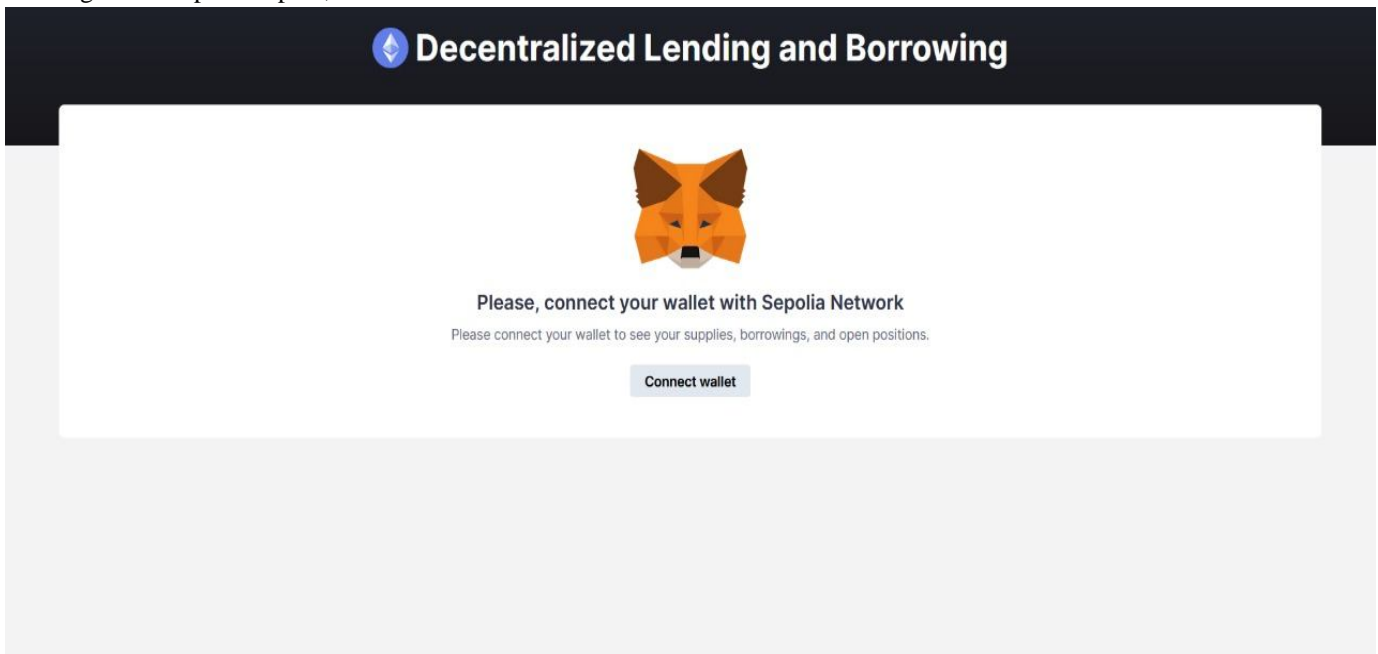 Decentralized Lending and Borrowing
Please, connect your wallet with Sepolia Network
Please connect your wallet to see your supplies, borrowings, and open positions.
Connect wallet